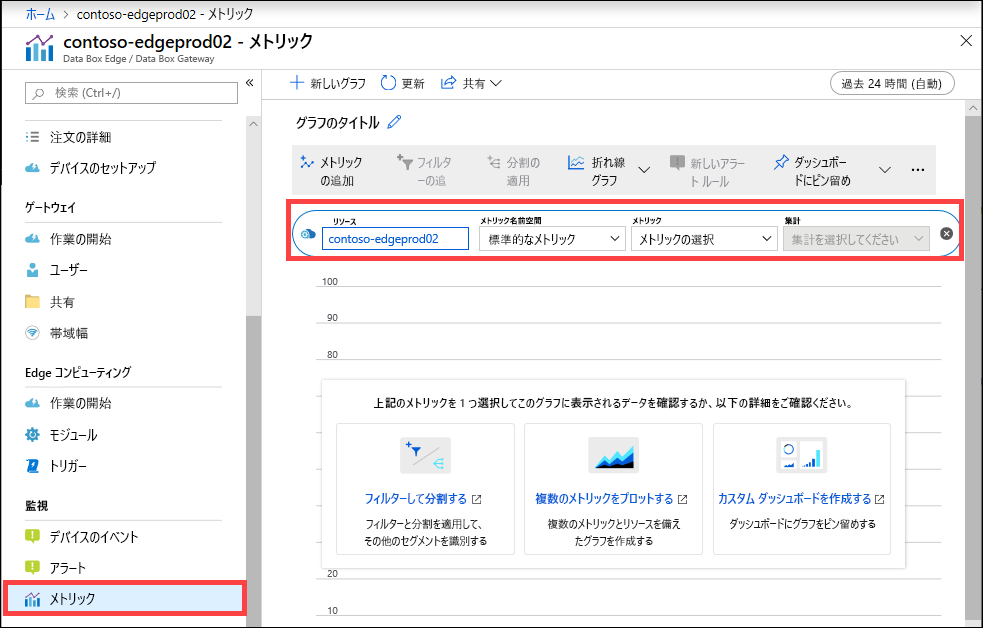 ホーム > contoso-edgeprod02 - メトリック
contoso-edgeprod02 - メトリック
Data Box Edge / Data Box Gateway
検索 (Ctrl+/)
注文の詳細
デバイスのセットアップ
ゲートウェイ
作業の開始
ユーザー
共有
帯域幅
Edge コンピューティング
作業の開始
モジュール
トリガー
監視
デバイスのイベント
アラート
メトリック
新しいグラフ 更新 共有 過去 24 時間 (自動)
グラフのタイトル
メトリック
の追加
フィルタ
ーの追
分割の
適用
折れ線
グラフ
新しいアラー
ト ルール
ダッシュボー
ドにピン留め
リソース
contoso-edgeprod02
メトリック名前空間
標準的なメトリック
メトリック
メトリックの選択
集計
集計を選択してください
100
90
80
上記のメトリックを 1 つ選択してこのグラフに表示されるデータを確認するか、以下の詳細をご確認ください。
フィルターして分割する
フィルターと分割を適用して、
その他のセグメントを識別する
複数のメトリックをプロットする
複数のメトリックとリソースを備え
たグラフを作成する
カスタム ダッシュボードを作成する
ダッシュボードにグラフをピン留めする
20
10